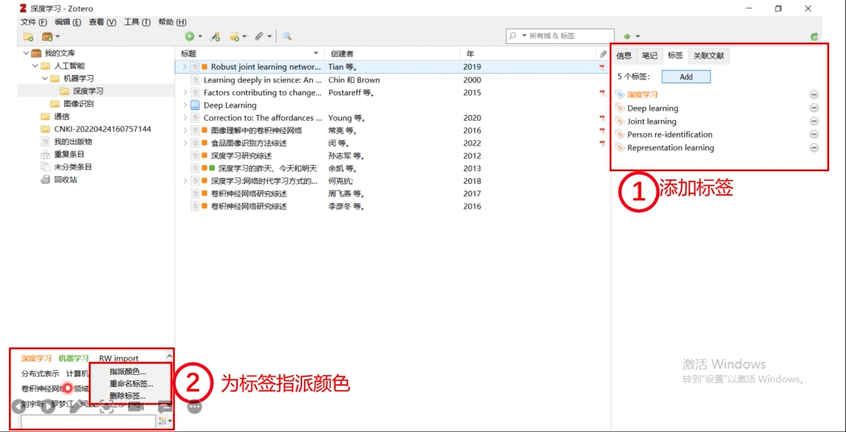 深度学习 - Zotero
文件(F) 编辑(E) 查看(V) 工具(T) 帮助(H)
所有域 & 标签
我的文库
人工智能
机器学习
深度学习
图像识别
通信
CNKI-20220424160757144
我的出版物
重复条目
未分类条目
回收站
标题 创建者 年
Robust joint learning networ... Tian 等。 2019
Learning deeply in science: An ... Chin 和 Brown 2000
Factors contributing to change... Postareff 等。 2015
Deep Learning
Correction to: The affordances ... Young 等。 2020
图像理解中的卷积神经网络 常亮 等。 2016
食品图像识别方法综述 闵 等。 2022
深度学习研究综述 孙志军 等。 2012
深度学习的昨天、今天和明天 余凯 等。 2013
深度学习:网络时代学习方式的... 何克抗; 2018
卷积神经网络研究综述 周飞燕 等。 2017
卷积神经网络研究综述 李彦冬 等。 2016
信息 笔记 标签 关联文献
5 个标签: Add
深度学习
Deep learning
Joint learning
Person re-identification
Representation learning
1 添加标签
深度学习 机器学习 RW import
分布式表示 计算机
卷积神经网络 领域
指派颜色...
重命名标签...
删除标签...
2 为标签指派颜色
激活 Windows
转到"设置"以激活 Windows。